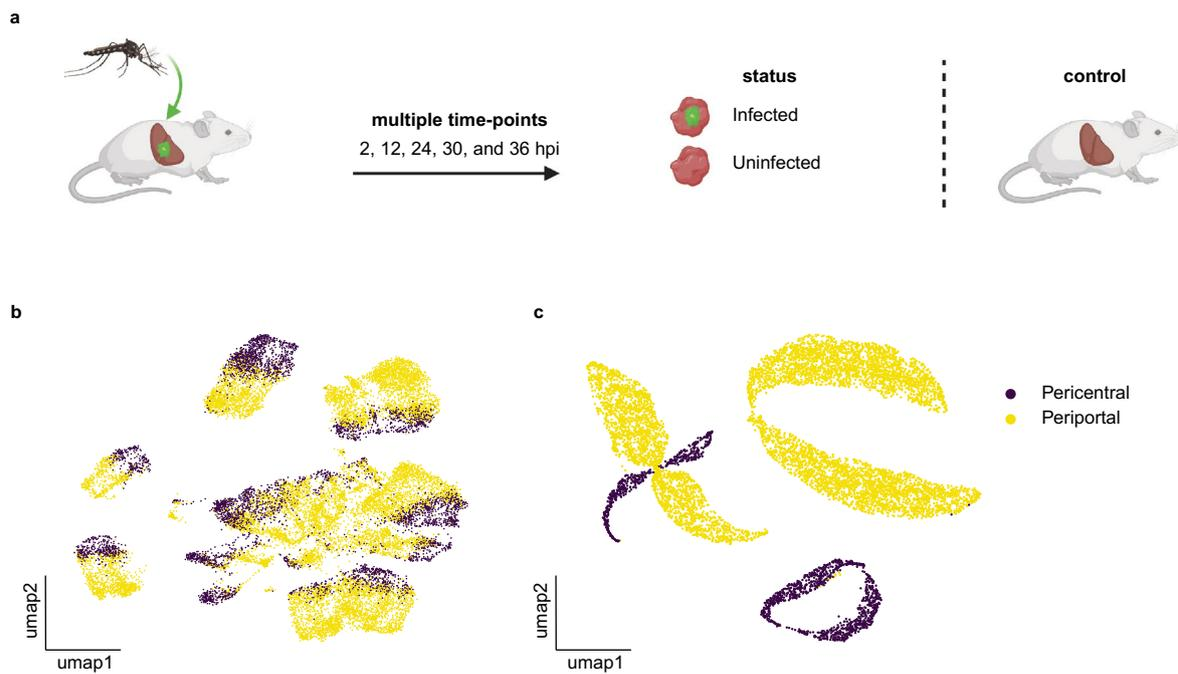 a
multiple time-points
2, 12, 24, 30, and 36 hpi
status
Infected
Uninfected
control
b
umap2
umap1
c
umap2
umap1
Pericentral
Periportal